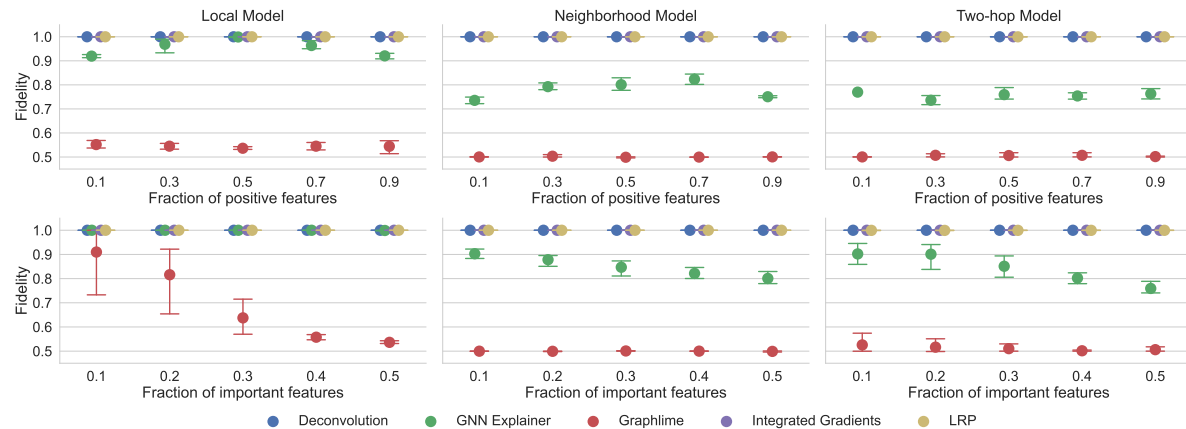 Local Model
Neighborhood Model
Two-hop Model
Fidelity
1.0
0.9
0.8
0.7
0.6
0.5
0.1 0.3 0.5 0.7 0.9
0.1 0.3 0.5 0.7 0.9
0.1 0.3 0.5 0.7 0.9
Fraction of positive features
Fraction of positive features
Fraction of positive features
Fidelity
1.0
0.9
0.8
0.7
0.6
0.5
0.1 0.2 0.3 0.4 0.5
0.1 0.2 0.3 0.4 0.5
0.1 0.2 0.3 0.4 0.5
Fraction of important features
Fraction of important features
Fraction of important features
Deconvolution GNN Explainer Graphlime Integrated Gradients LRP